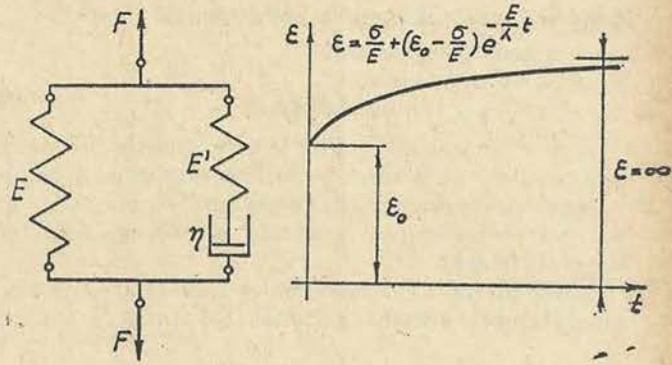 F
E
E'
η
F
ε
ε = σ/E + (ε₀ - σ/E) e^(-E/λ t)
ε₀
ε=∞
t